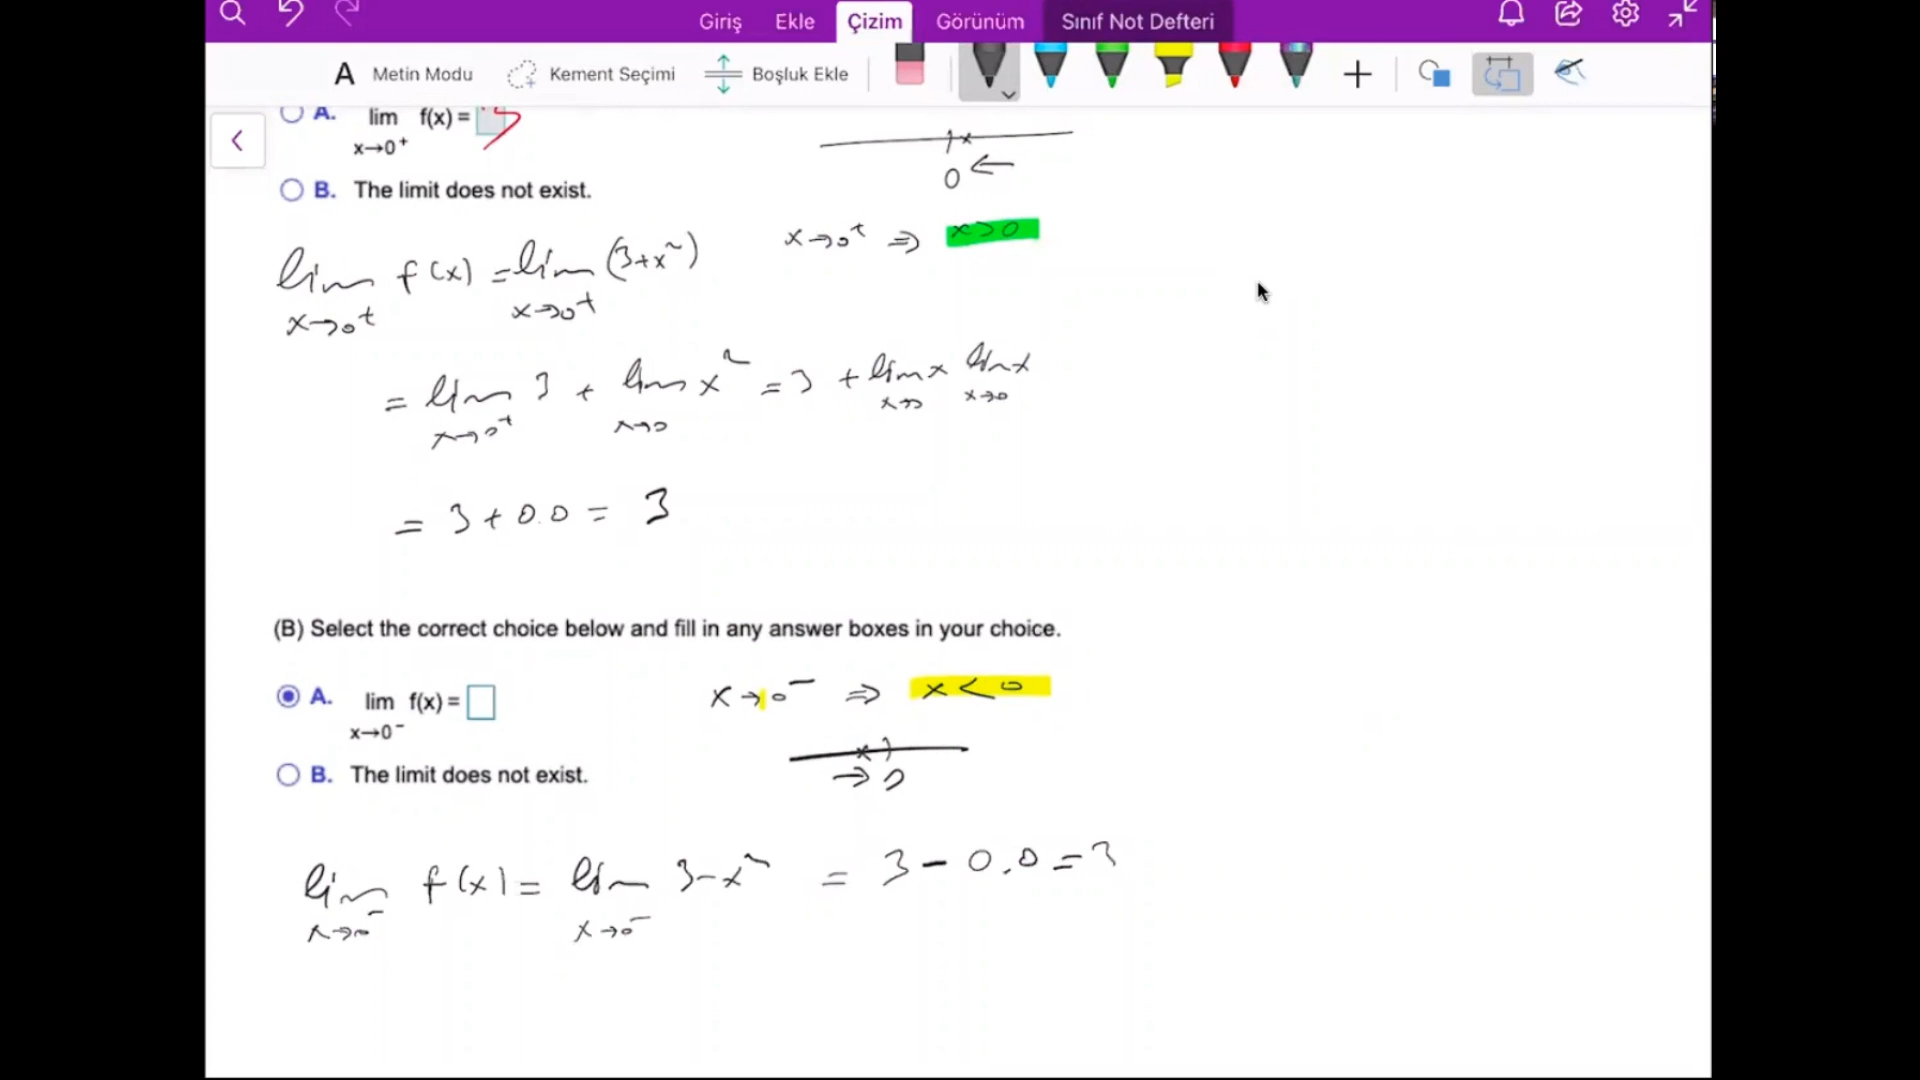 Giriş Ekle Çizim Görünüm Sınıf Not Defteri
A Metin Modu Kement Seçimi Boşluk Ekle
A. lim f(x) =
x→0⁺
0
B. The limit does not exist.
x→0⁺ ⇒ x>0
lim f(x) = lim (3+x²)
x→0⁺ x→0⁺
= lim 3 + lim x² = 3 + lim x lim x
x→0⁺ x→0 x→0 x→0
= 3 + 0.0 = 3
(B) Select the correct choice below and fill in any answer boxes in your choice.
A. lim f(x) =
x→0⁻
x→0⁻ ⇒ x<0
B. The limit does not exist.
→ 0
lim f(x) = lim 3-x² = 3 - 0.0 = 3
x→0⁻ x→0⁻